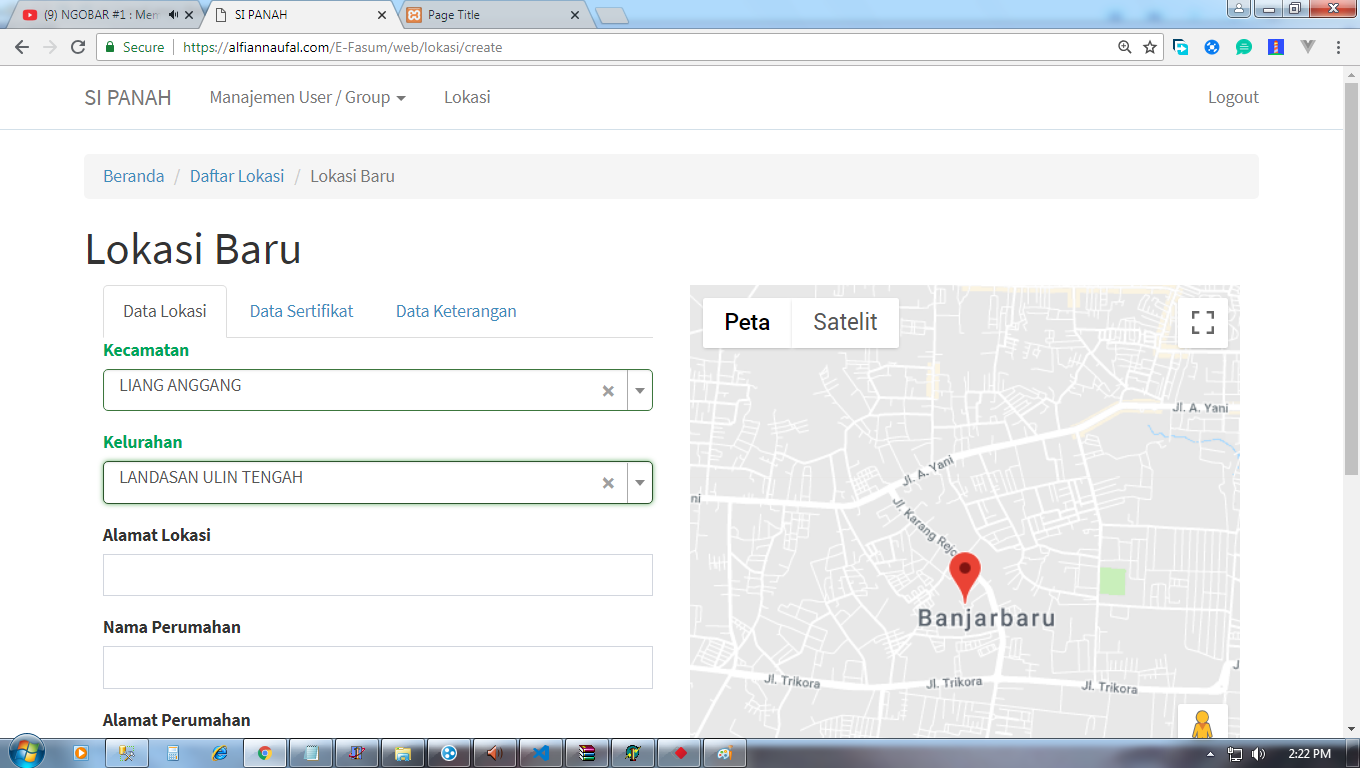 (9) NGOBAR #1 : Mem
SI PANAH
Page Title
Secure
https://alfiannaufal.com/E-Fasum/web/lokasi/create
SI PANAH
Manajemen User / Group
Lokasi
Logout
Beranda / Daftar Lokasi / Lokasi Baru
Lokasi Baru
Data Lokasi
Data Sertifikat
Data Keterangan
Kecamatan
LIANG ANGGANG
Kelurahan
LANDASAN ULIN TENGAH
Alamat Lokasi
Nama Perumahan
Alamat Perumahan
Peta
Satelit
Jl. A. Yani
Jl. A. Yani
ni
Jl. Karang Rejo
Banjarbaru
Jl. Trikora
Jl. Trikora
Jl. Trikora
J
2:22 PM